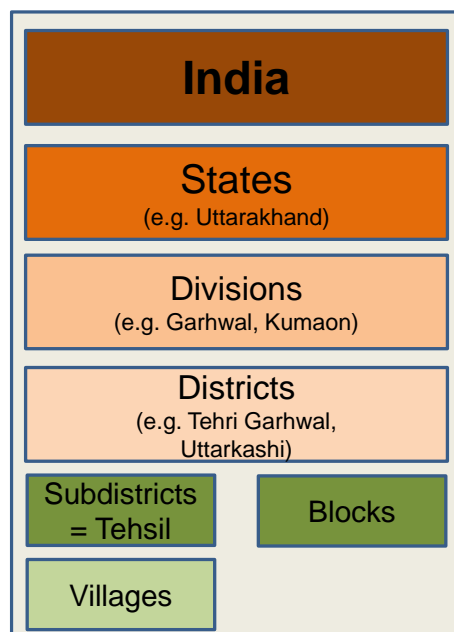 India
States
(e.g. Uttarakhand)
Divisions
(e.g. Garhwal, Kumaon)
Districts
(e.g. Tehri Garhwal,
Uttarkashi)
Subdistricts
= Tehsil
Blocks
Villages